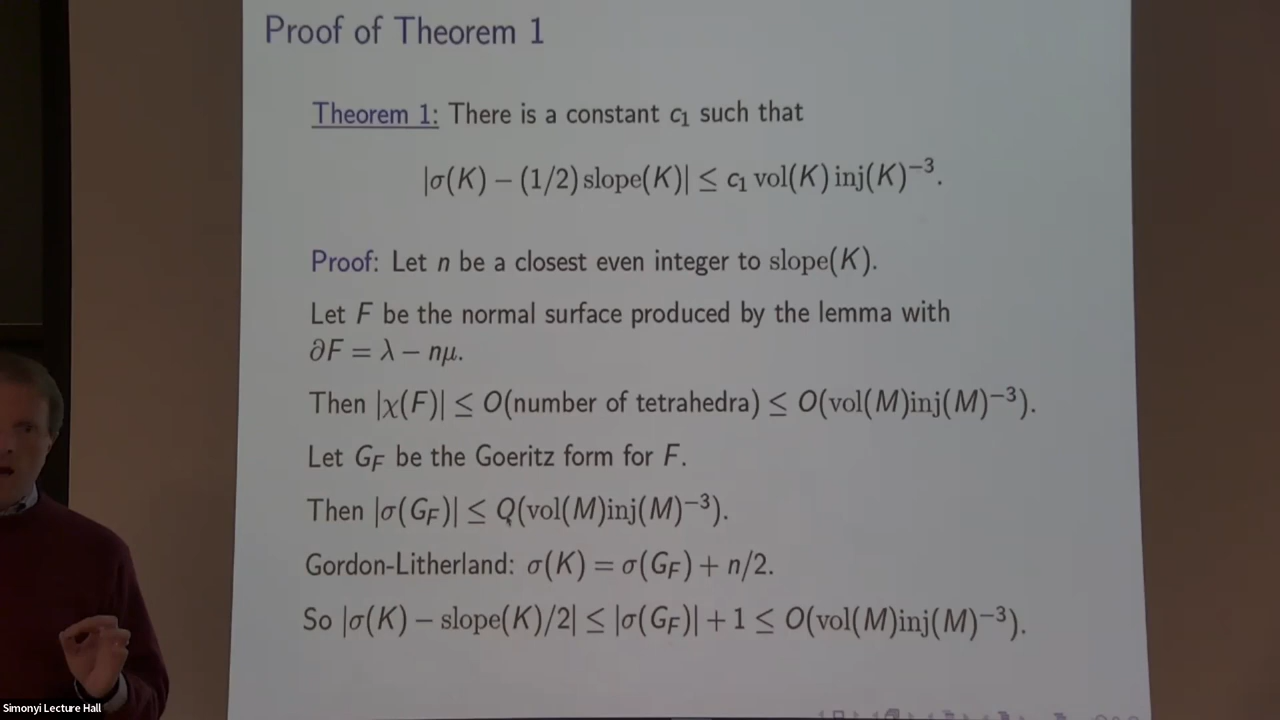 Proof of Theorem 1
Theorem 1: There is a constant c₁ such that
|σ(K) − (1/2) slope(K)| ≤ c₁ vol(K) inj(K)⁻³.
Proof: Let n be a closest even integer to slope(K).
Let F be the normal surface produced by the lemma with
∂F = λ − nμ.
Then |χ(F)| ≤ O(number of tetrahedra) ≤ O(vol(M)inj(M)⁻³).
Let G_F be the Goeritz form for F.
Then |σ(G_F)| ≤ O(vol(M)inj(M)⁻³).
Gordon-Litherland: σ(K) = σ(G_F) + n/2.
So |σ(K) − slope(K)/2| ≤ |σ(G_F)| + 1 ≤ O(vol(M)inj(M)⁻³).
Simonyi Lecture Hall